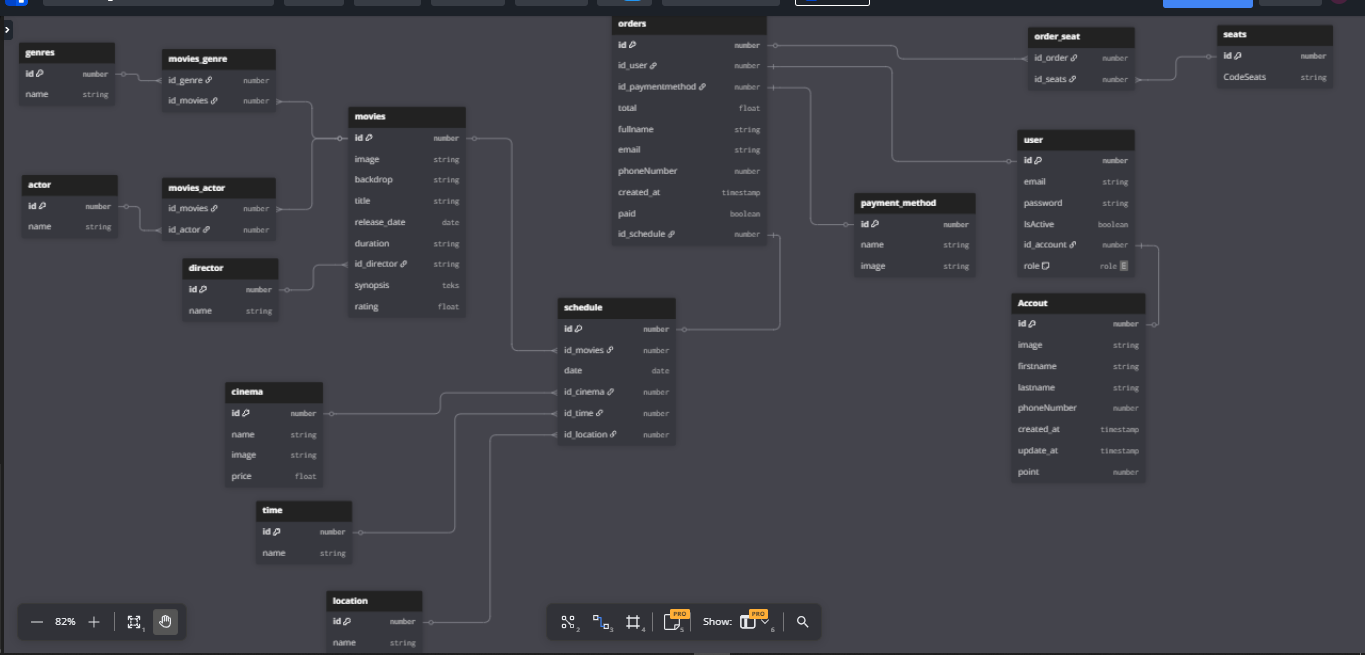 genres
id number
name string
movies_genre
id_genre number
id_movies number
actor
id number
name string
movies_actor
id_movies number
id_actor number
director
id number
name string
movies
id number
image string
backdrop string
title string
release_date date
duration string
id_director string
synopsis teks
rating float
cinema
id number
name string
image string
price float
time
id number
name string
location
id number
name string
schedule
id number
id_movies number
date date
id_cinema number
id_time number
id_location number
orders
id number
id_user number
id_paymentmethod number
total float
fullname string
email string
phoneNumber number
created_at timestamp
paid boolean
id_schedule number
payment_method
id number
name string
image string
order_seat
id_order number
id_seats number
seats
id number
CodeSeats string
user
id number
email string
password string
IsActive boolean
id_account number
role role E
Accout
id number
image string
firstname string
lastname string
phoneNumber number
created_at timestamp
update_at timestamp
point number
82%
1
2
3
4
PRO
5
Show:
PRO
6